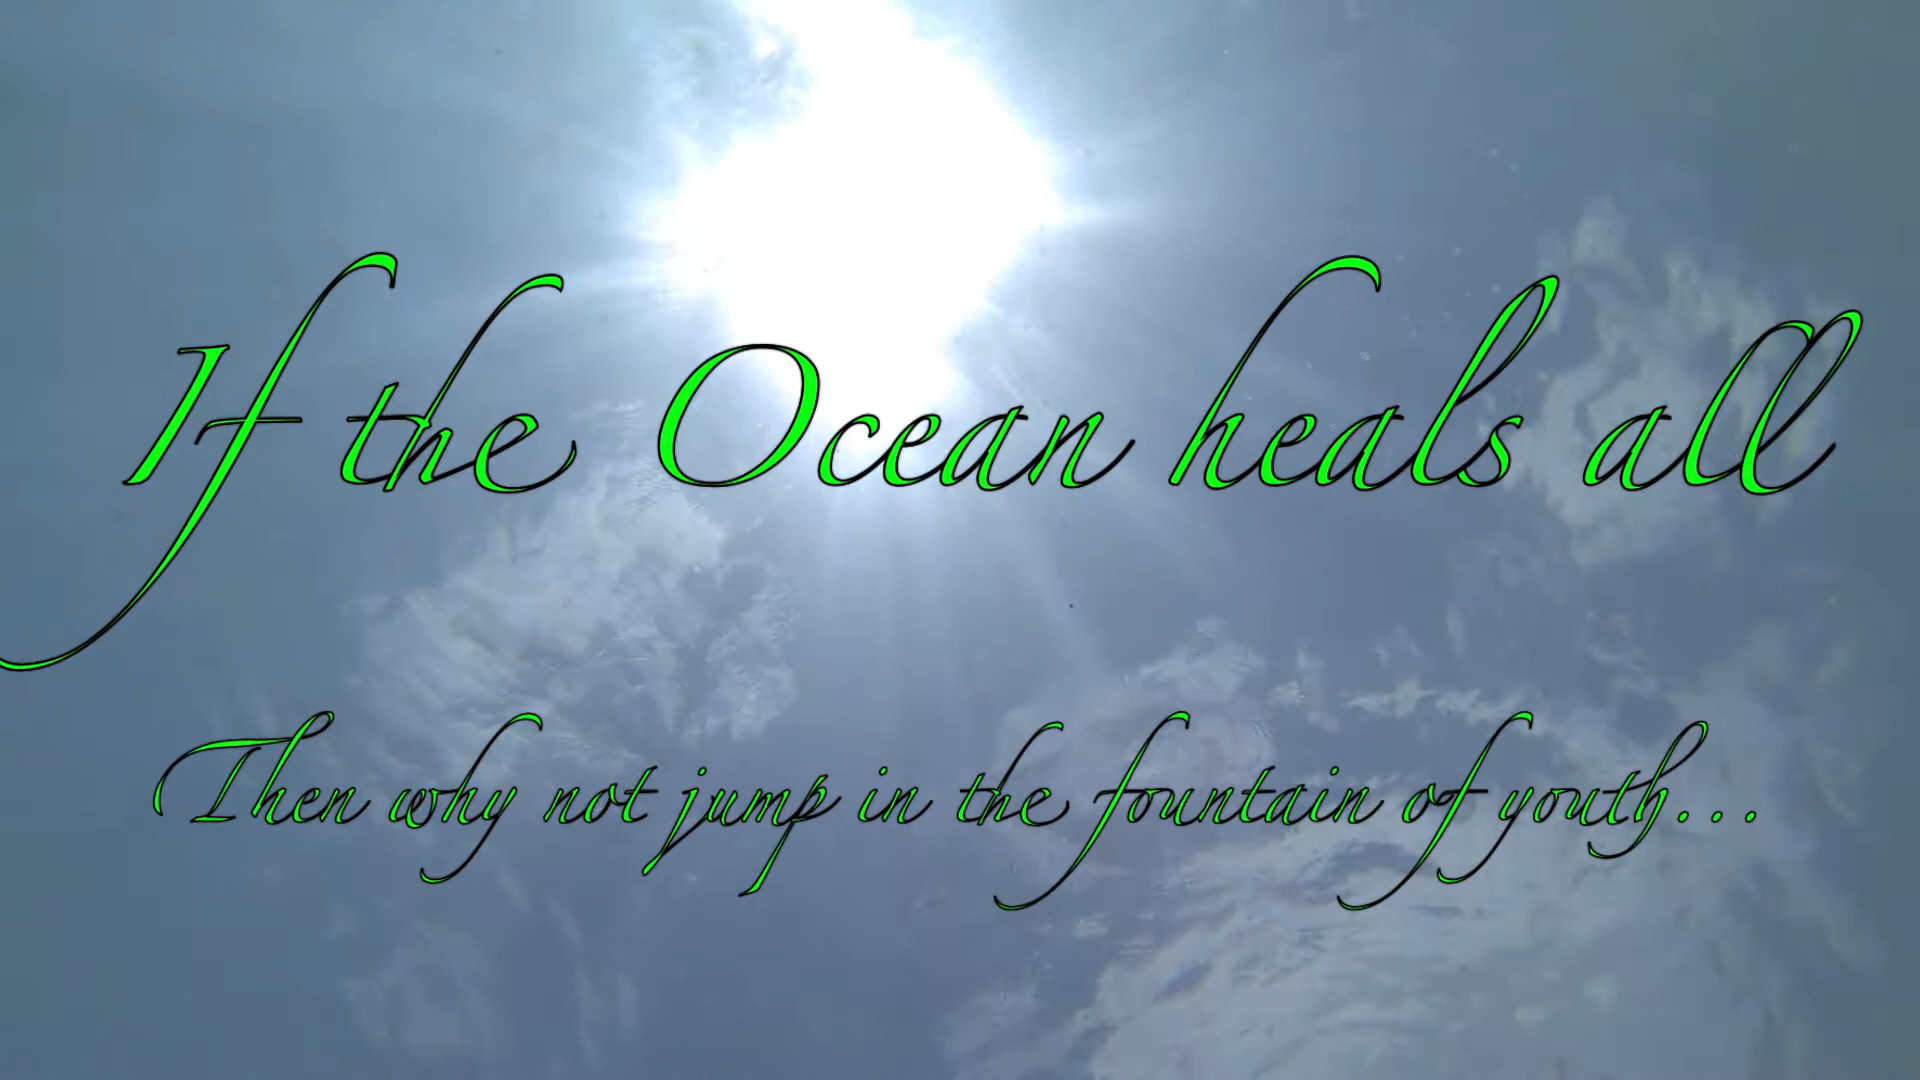 If the Ocean heals all
Then why not jump in the fountain of youth...